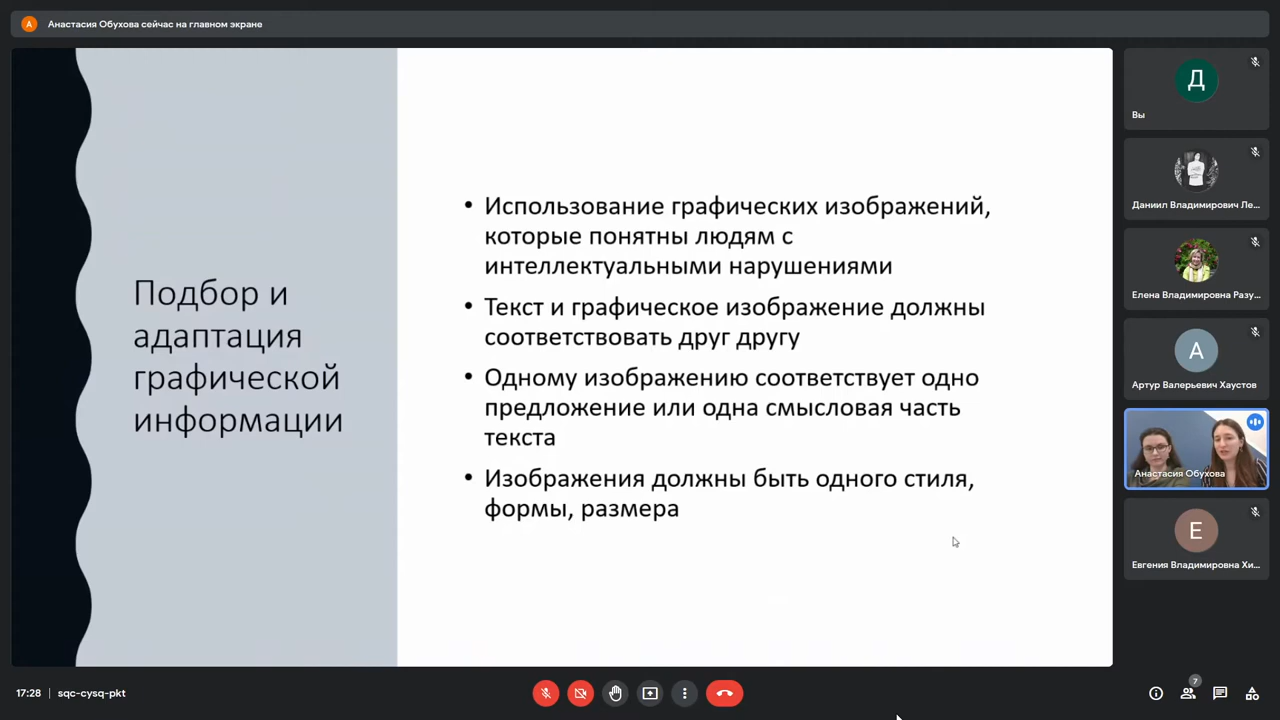 А
Анастасия Обухова сейчас на главном экране
Подбор и
адаптация
графической
информации
• Использование графических изображений,
которые понятны людям с
интеллектуальными нарушениями
• Текст и графическое изображение должны
соответствовать друг другу
• Одному изображению соответствует одно
предложение или одна смысловая часть
текста
• Изображения должны быть одного стиля,
формы, размера
Д
Вы
Даниил Владимирович Ле...
Елена Владимировна Разу...
А
Артур Валерьевич Хаустов
Анастасия Обухова
Е
Евгения Владимировна Хи...
17:28 | sqc-cysq-pkt
7